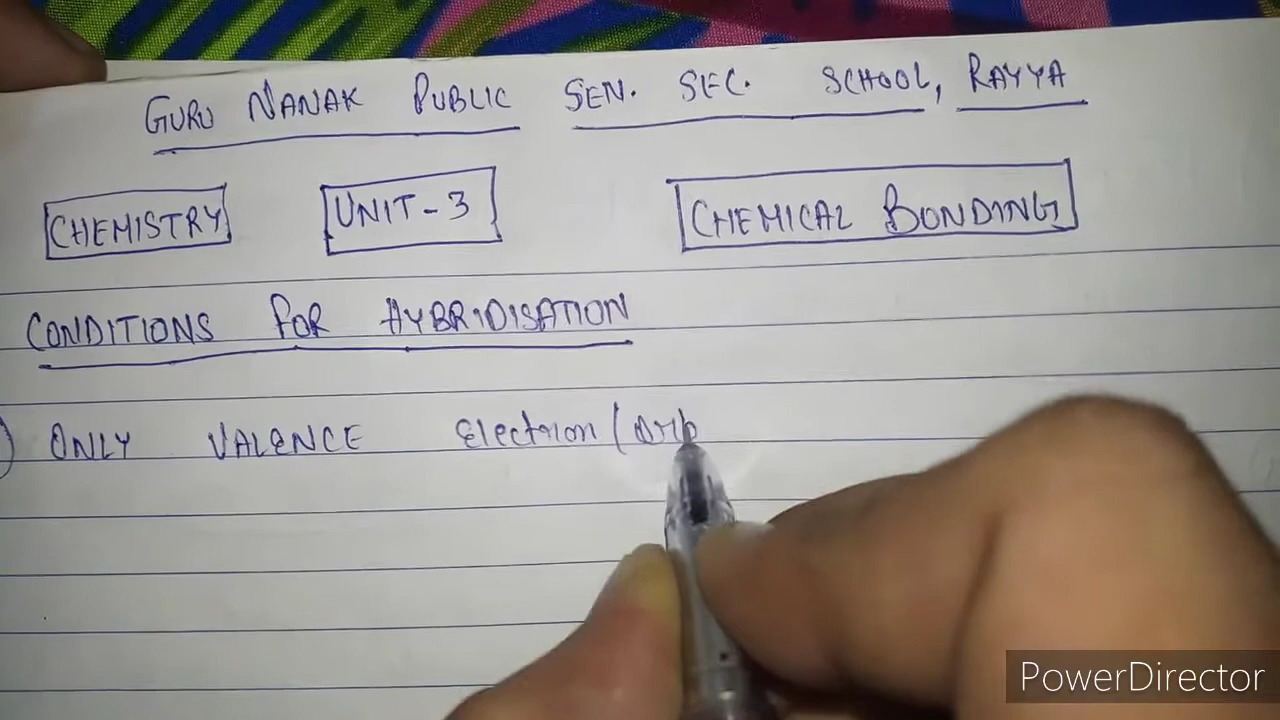 GURU NANAK PUBLIC SEN. SEC. SCHOOL, RAYYA
CHEMISTRY UNIT-3 CHEMICAL BONDING
CONDITIONS FOR HYBRIDISATION
) ONLY VALENCE Electron (Orb
PowerDirector